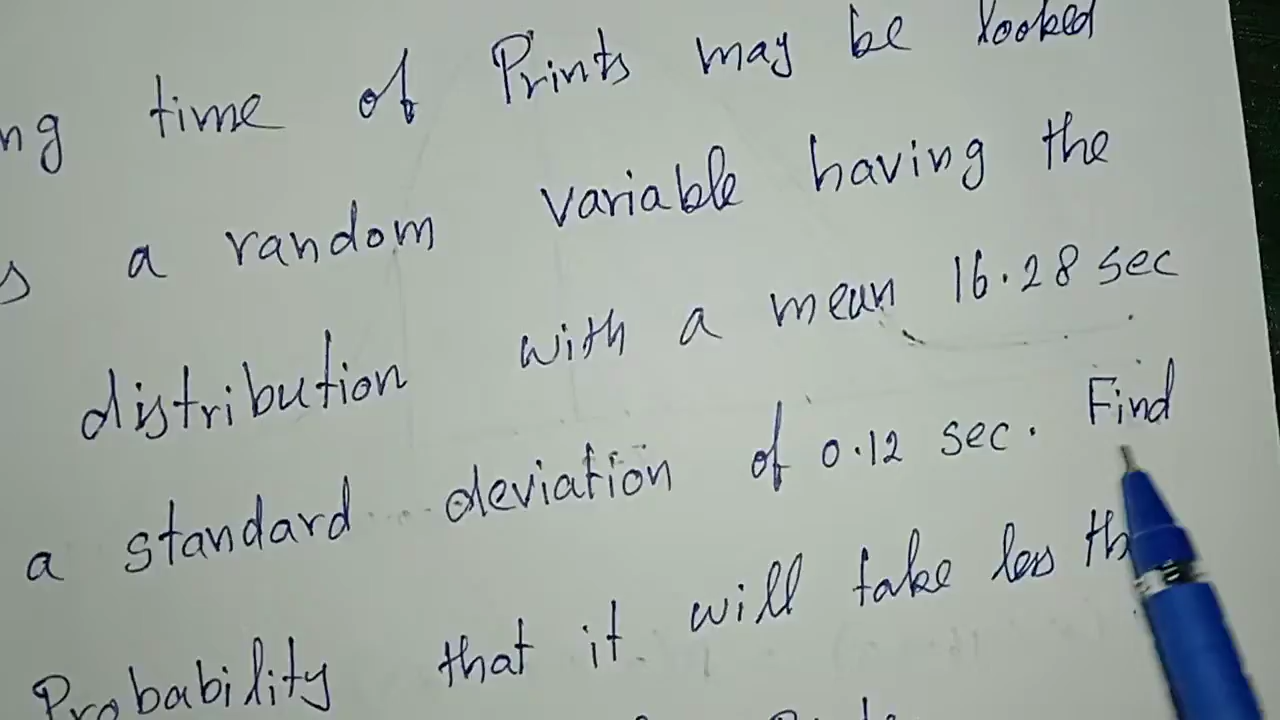 ng time of Prints may be looked
s a random variable having the
distribution with a mean 16.28 sec
a standard deviation of 0.12 sec. Find
Probability that it will take less th